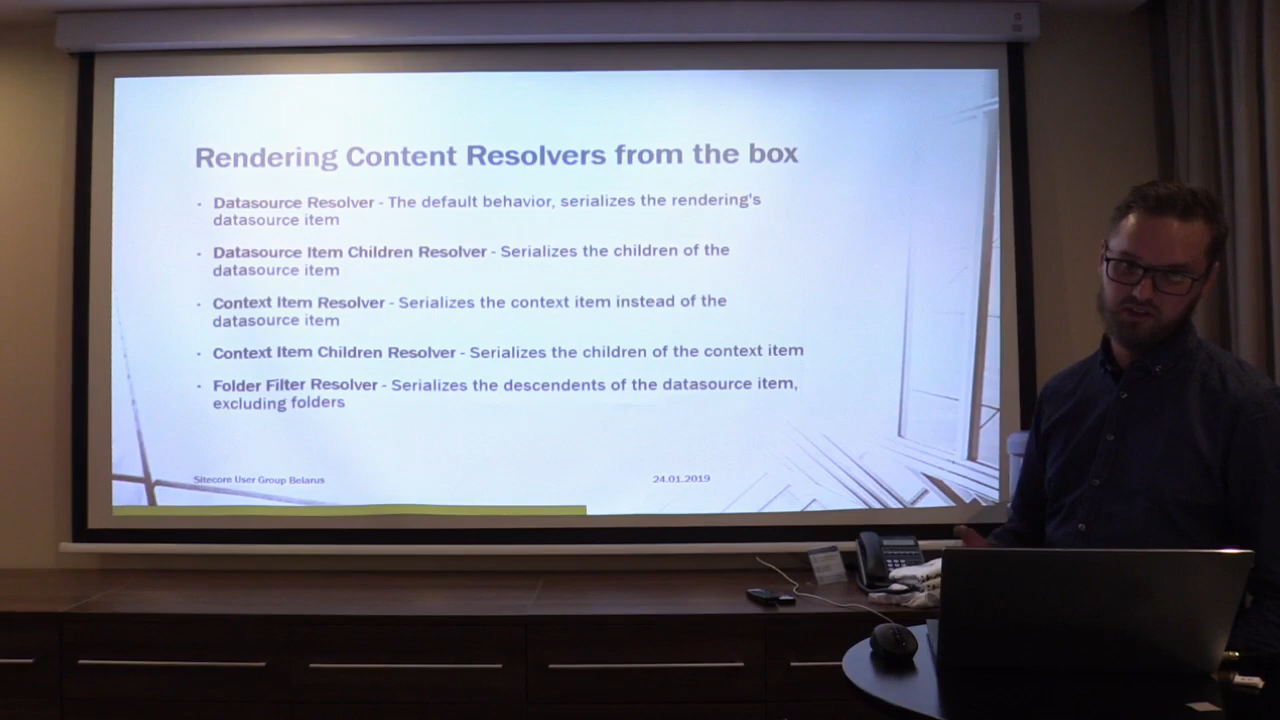 Rendering Content Resolvers from the box
Datasource Resolver - The default behavior, serializes the rendering's
datasource item
Datasource Item Children Resolver - Serializes the children of the
datasource item
Context Item Resolver - Serializes the context item instead of the
datasource item
Context Item Children Resolver - Serializes the children of the context item
Folder Filter Resolver - Serializes the descendents of the datasource item,
excluding folders
Sitecore User Group Belarus
24.01.2019